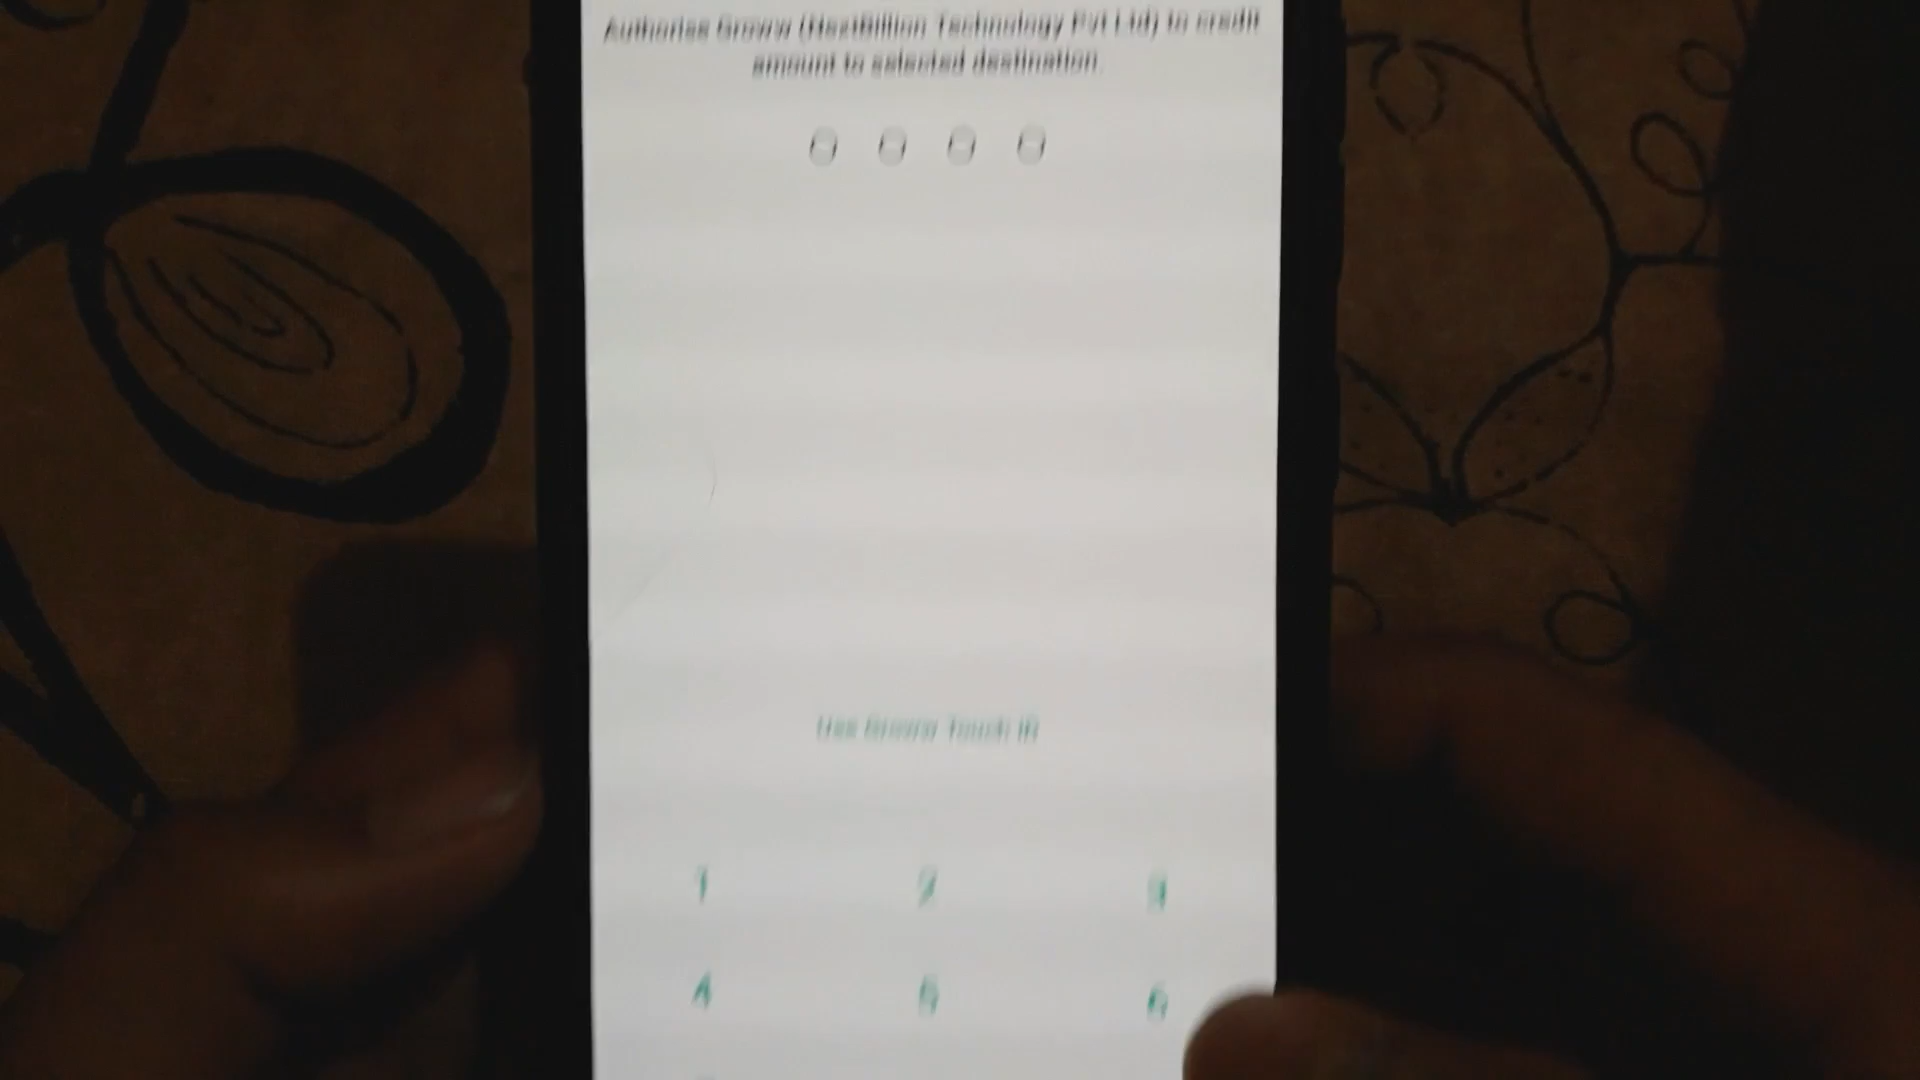 Authorise Groww (NextBillion Technology Pvt Ltd) to credit
amount to selected destination.
Use Groww Touch ID
1 2 3
4 5 6